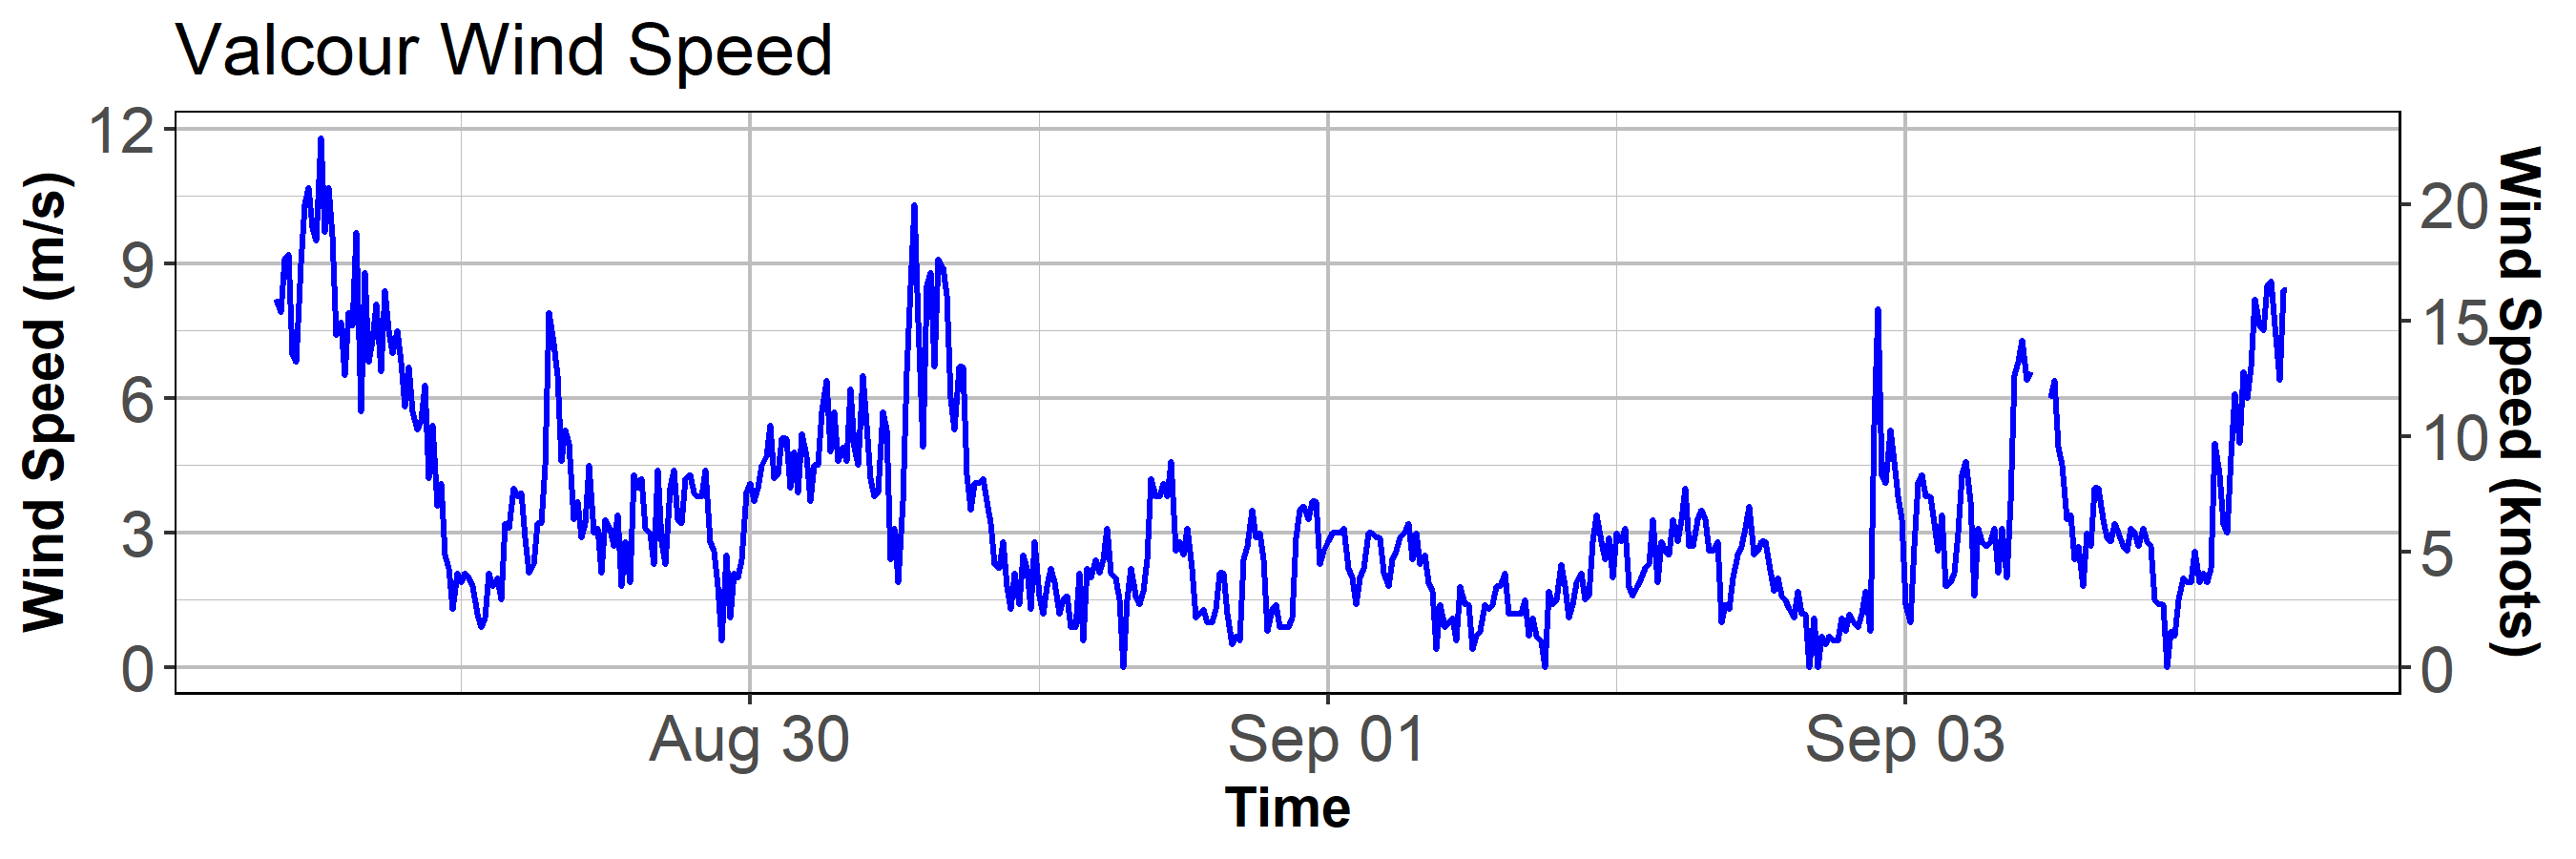 Valcour Wind Speed
Wind Speed (m/s)
12
9
6
3
0
20
15
10
5
0
Wind Speed (knots)
Aug 30
Sep 01
Sep 03
Time